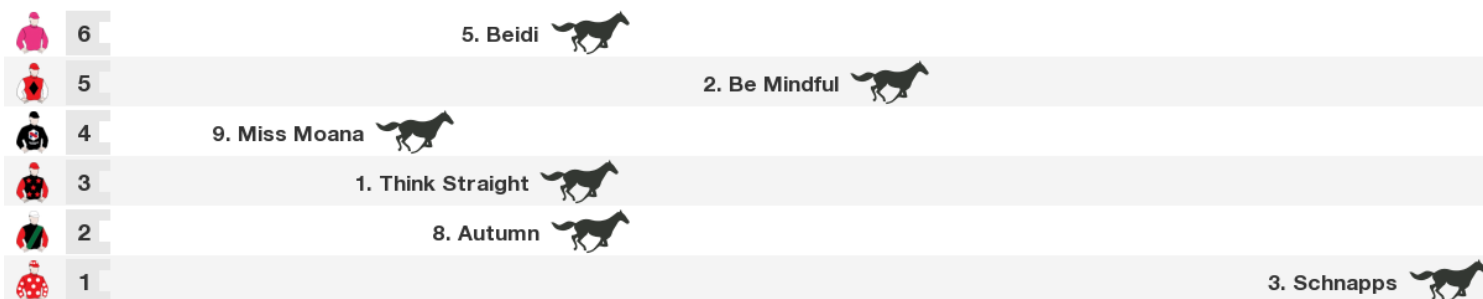 6 5. Beidi
5 2. Be Mindful
4 9. Miss Moana
3 1. Think Straight
2 8. Autumn
1 3. Schnapps